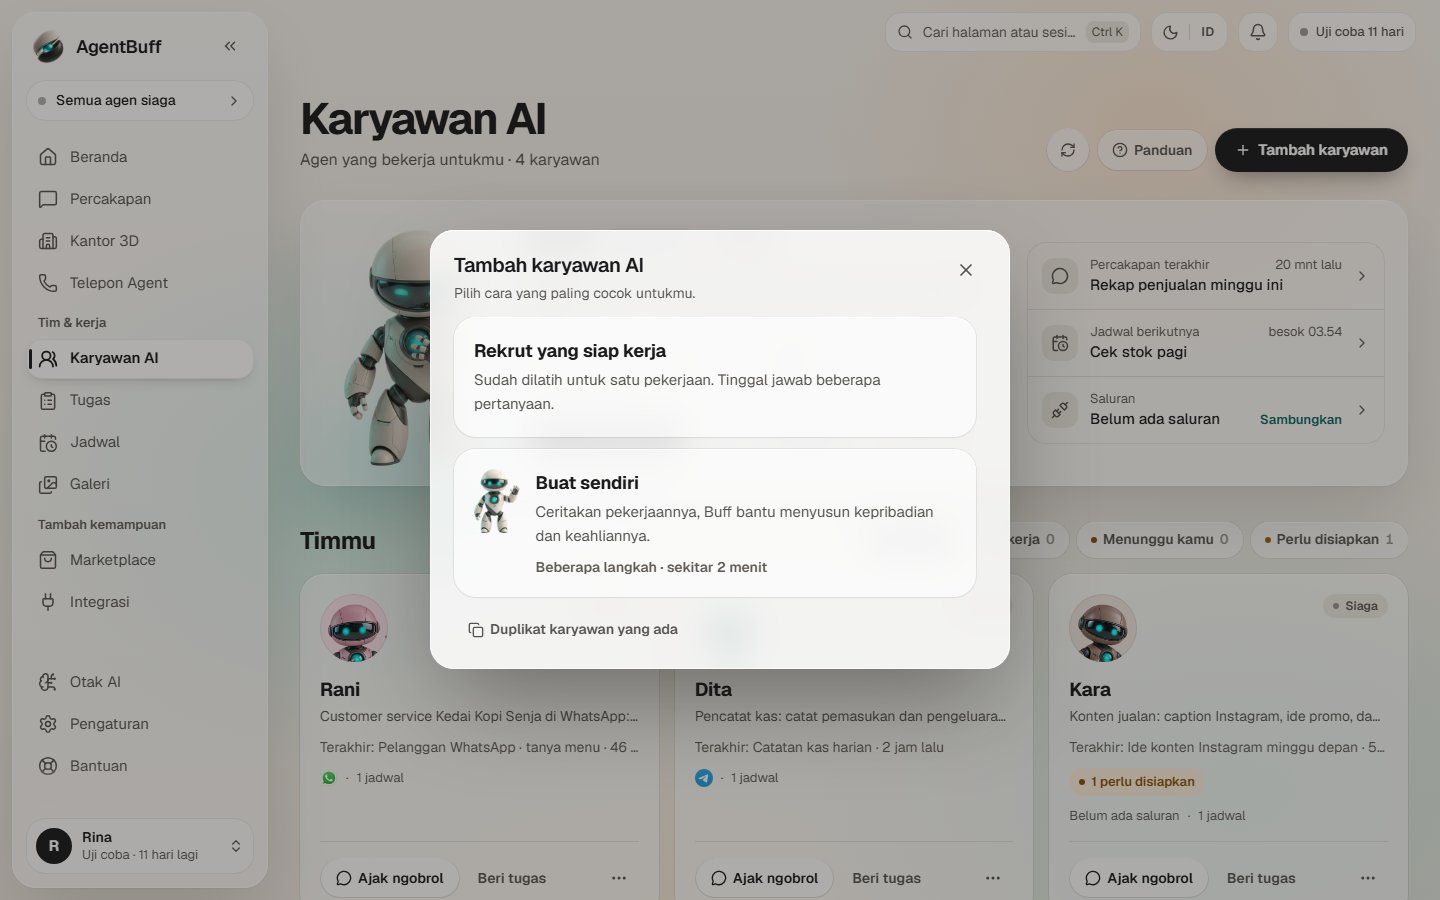 AgentBuff
Semua agen siaga
Beranda
Percakapan
Kantor 3D
Telepon Agent
Tim & kerja
Karyawan AI
Tugas
Jadwal
Galeri
Tambah kemampuan
Marketplace
Integrasi
Otak AI
Pengaturan
Bantuan
R
Rina
Uji coba · 11 hari lagi
Cari halaman atau sesi...
Ctrl K
ID
Uji coba 11 hari
Karyawan AI
Agen yang bekerja untukmu · 4 karyawan
Panduan
Tambah karyawan
Percakapan terakhir
20 mnt lalu
Rekap penjualan minggu ini
Jadwal berikutnya
besok 03.54
Cek stok pagi
Saluran
Belum ada saluran
Sambungkan
Tambah karyawan AI
Pilih cara yang paling cocok untukmu.
Rekrut yang siap kerja
Sudah dilatih untuk satu pekerjaan. Tinggal jawab beberapa
pertanyaan.
Buat sendiri
Ceritakan pekerjaannya, Buff bantu menyusun kepribadian
dan keahliannya.
Beberapa langkah · sekitar 2 menit
Duplikat karyawan yang ada
Timmu
kerja 0
Menunggu kamu 0
Perlu disiapkan 1
Rani
Customer service Kedai Kopi Senja di WhatsApp:...
Terakhir: Pelanggan WhatsApp · tanya menu · 46 ...
· 1 jadwal
Ajak ngobrol
Beri tugas
Dita
Pencatat kas: catat pemasukan dan pengeluara...
Terakhir: Catatan kas harian · 2 jam lalu
· 1 jadwal
Ajak ngobrol
Beri tugas
Siaga
Kara
Konten jualan: caption Instagram, ide promo, da...
Terakhir: Ide konten Instagram minggu depan · 5...
1 perlu disiapkan
Belum ada saluran · 1 jadwal
Ajak ngobrol
Beri tugas